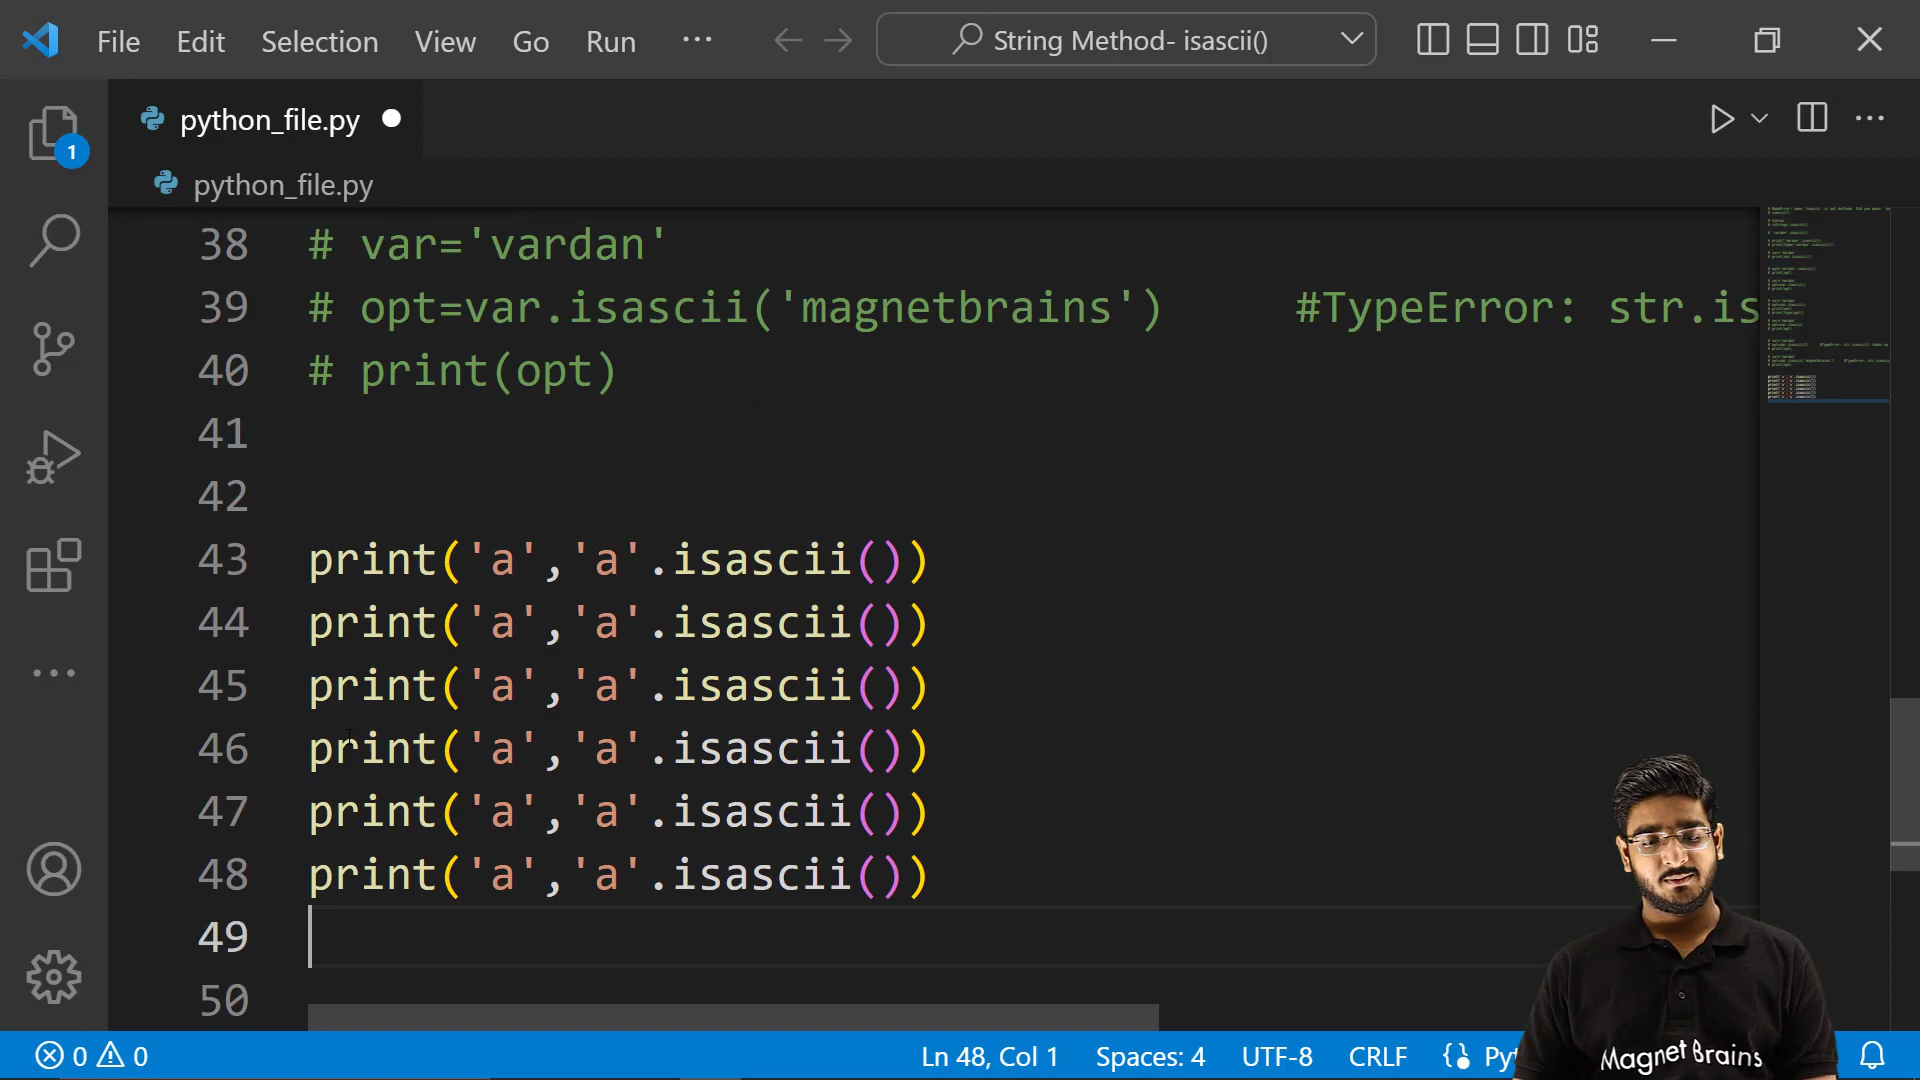 File Edit Selection View Go Run ... String Method- isascii()
python_file.py
1
python_file.py
38 # var='vardan'
39 # opt=var.isascii('magnetbrains') #TypeError: str.is
40 # print(opt)
41
42
43 print('a','a'.isascii())
44 print('a','a'.isascii())
45 print('a','a'.isascii())
46 print('a','a'.isascii())
47 print('a','a'.isascii())
48 print('a','a'.isascii())
49
50
0 0 Ln 48, Col 1 Spaces: 4 UTF-8 CRLF {} Pyt
Magnet Brains